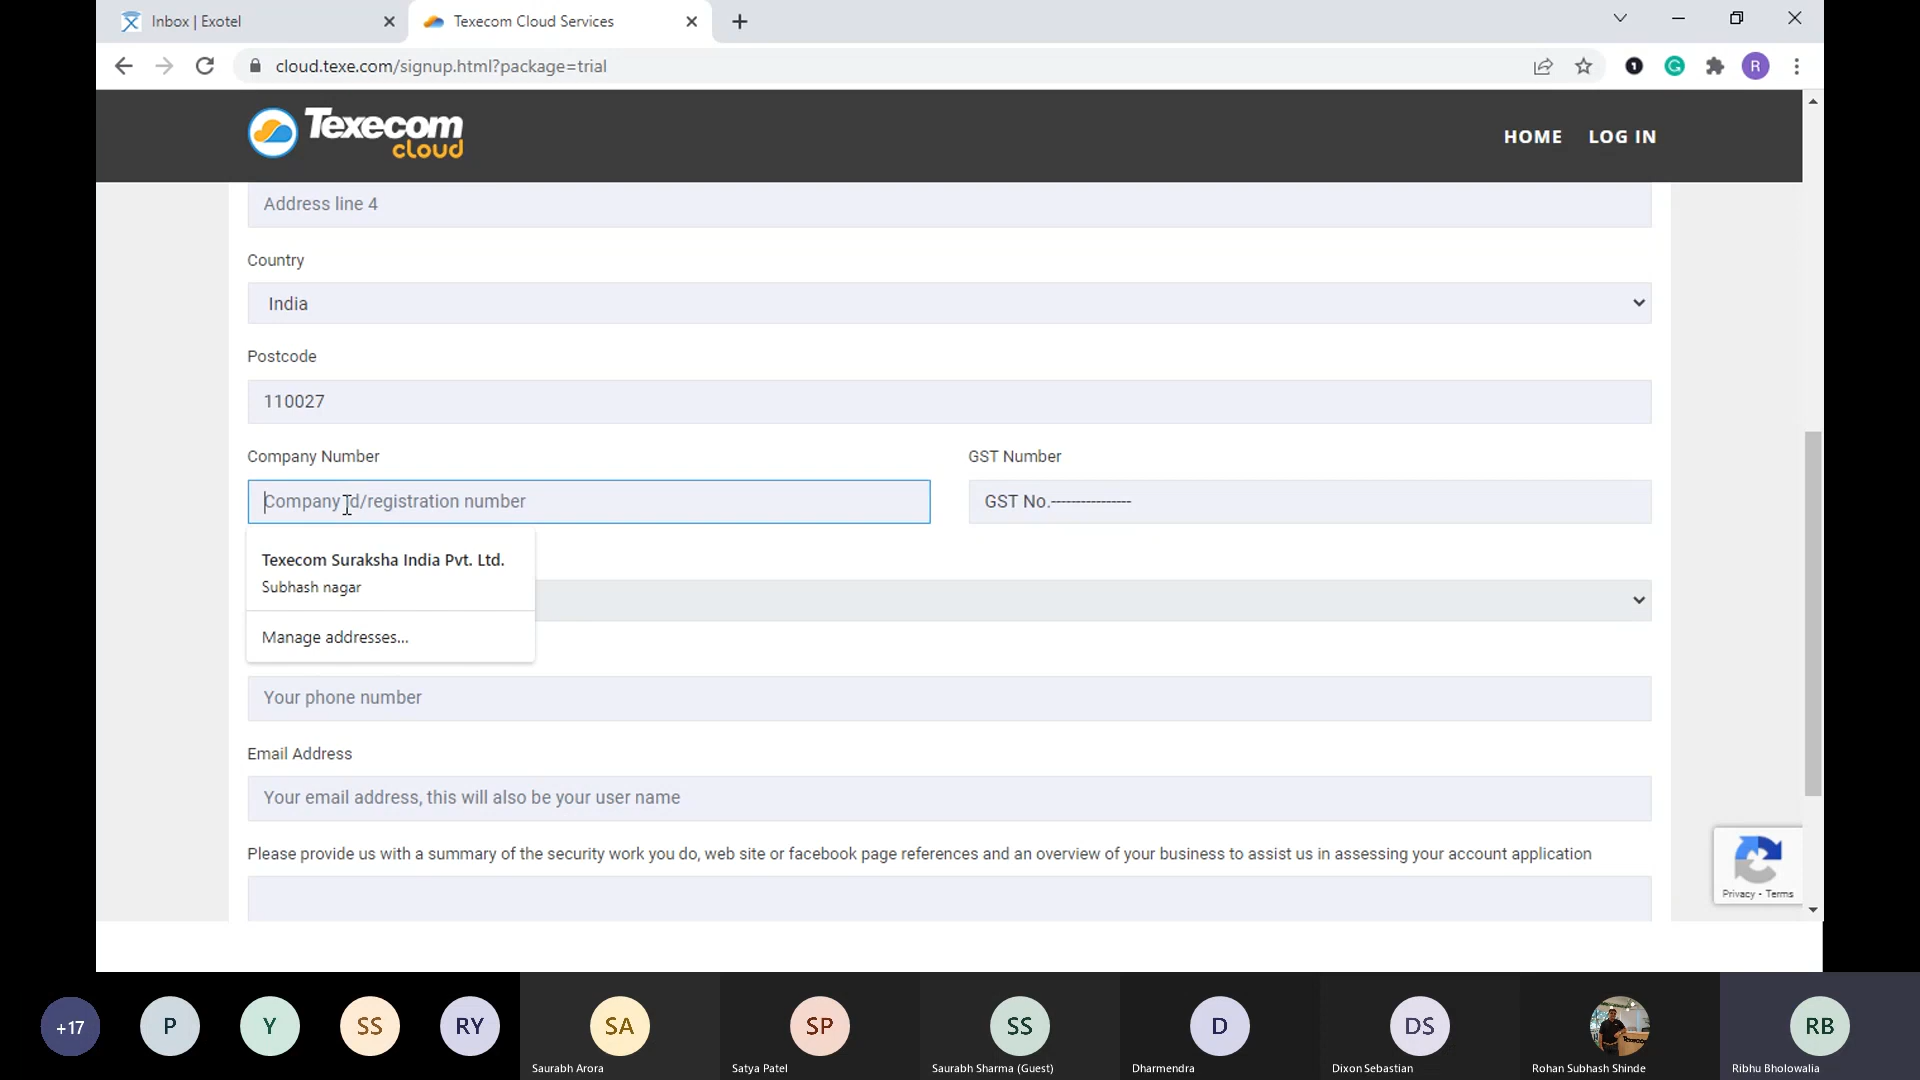 Inbox | Exotel
Texecom Cloud Services
cloud.texe.com/signup.html?package=trial
R
Texecom
cloud
HOME
LOG IN
Address line 4
Country
India
Postcode
110027
Company Number
GST Number
Company id/registration number
GST No.----------------
Texecom Suraksha India Pvt. Ltd.
Subhash nagar
Manage addresses...
Your phone number
Email Address
Your email address, this will also be your user name
Please provide us with a summary of the security work you do, web site or facebook page references and an overview of your business to assist us in assessing your account application
Privacy - Terms
+17
P
Y
SS
RY
SA
SP
SS
D
DS
RB
Saurabh Arora
Satya Patel
Saurabh Sharma (Guest)
Dharmendra
Dixon Sebastian
Rohan Subhash Shinde
Ribhu Bholowalia